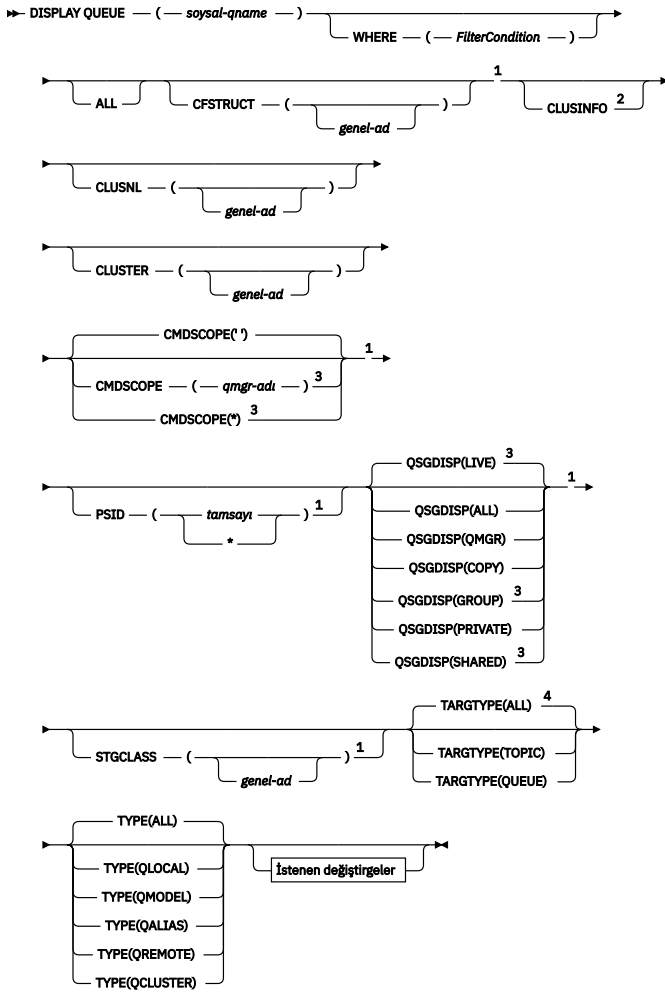 DISPLAY QUEUE ( soysal-qname )
WHERE ( FilterCondition )
ALL CFSTRUCT ( genel-ad ) 1 CLUSINFO 2
CLUSNL ( genel-ad )
CLUSTER ( genel-ad )
CMDSCOPE(' ')
CMDSCOPE ( qmgr-adı ) 3 1
CMDSCOPE(*) 3
PSID ( tamsayı ) 1
*
QSGDISP(LIVE) 3
QSGDISP(ALL) 1
QSGDISP(QMGR)
QSGDISP(COPY)
QSGDISP(GROUP) 3
QSGDISP(PRIVATE)
QSGDISP(SHARED) 3
STGCLASS ( genel-ad ) 1
TARGTYPE(ALL) 4
TARGTYPE(TOPIC)
TARGTYPE(QUEUE)
TYPE(ALL)
TYPE(QLOCAL)
TYPE(QMODEL)
TYPE(QALIAS)
TYPE(QREMOTE)
TYPE(QCLUSTER)
İstenen değiştirgeler